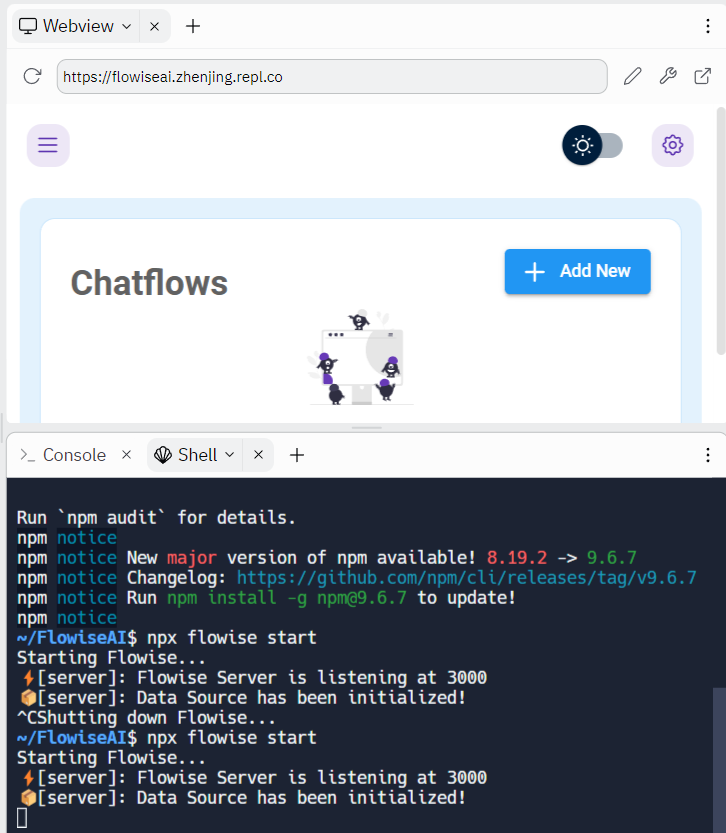 Webview
https://flowiseai.zhenjing.repl.co
Chatflows
Add New
Console
Shell
Run `npm audit` for details.
npm notice
npm notice New major version of npm available! 8.19.2 -> 9.6.7
npm notice Changelog: https://github.com/npm/cli/releases/tag/v9.6.7
npm notice Run npm install -g npm@9.6.7 to update!
npm notice
~/FlowiseAI$ npx flowise start
Starting Flowise...
⚡[server]: Flowise Server is listening at 3000
📦[server]: Data Source has been initialized!
^CShutting down Flowise...
~/FlowiseAI$ npx flowise start
Starting Flowise...
⚡[server]: Flowise Server is listening at 3000
📦[server]: Data Source has been initialized!